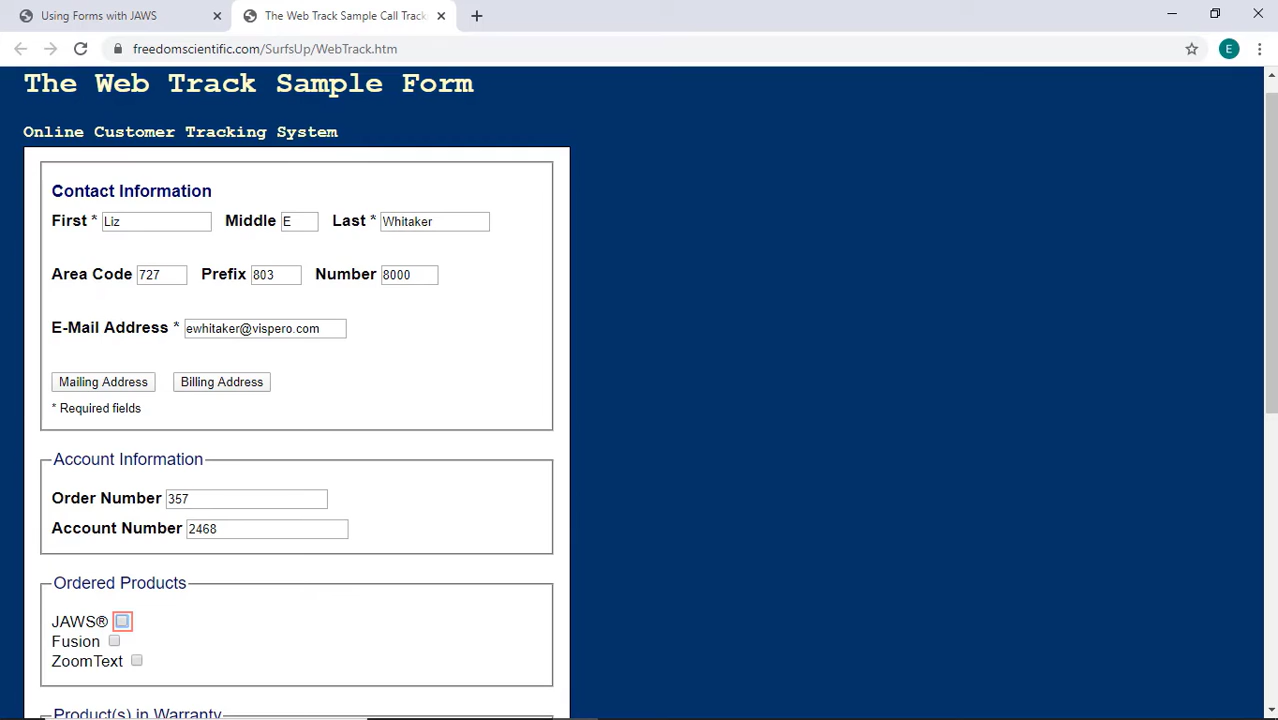 Using Forms with JAWS
The Web Track Sample Call Track
freedomscientific.com/SurfsUp/WebTrack.htm
E
The Web Track Sample Form
Online Customer Tracking System
Contact Information
First * Liz Middle E Last * Whitaker
Area Code 727 Prefix 803 Number 8000
E-Mail Address * ewhitaker@vispero.com
Mailing Address Billing Address
* Required fields
Account Information
Order Number 357
Account Number 2468
Ordered Products
JAWS®
Fusion
ZoomText
Product(s) in Warranty